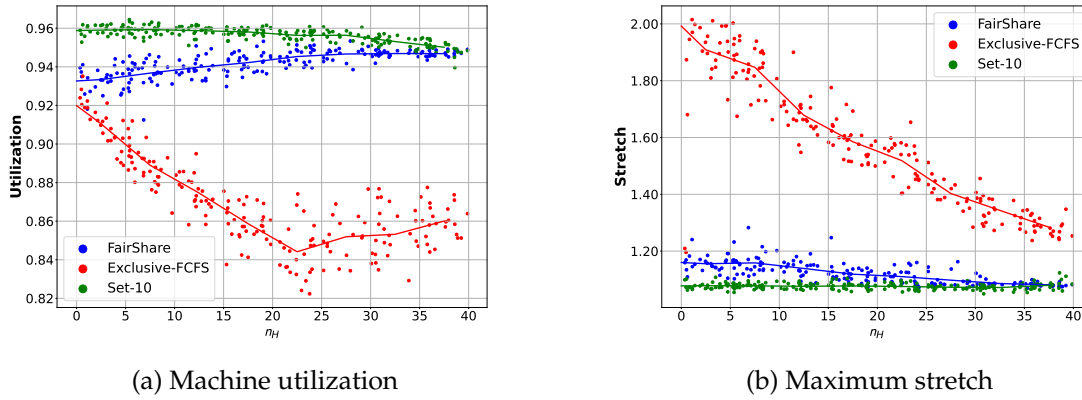 0.96
0.94
0.92
0.90
0.88
0.86
0.84
0.82
Utilization
0 5 10 15 20 25 30 35 40
n_H
FairShare
Exclusive-FCFS
Set-10
(a) Machine utilization
2.00
1.80
1.60
1.40
1.20
Stretch
0 5 10 15 20 25 30 35 40
n_H
FairShare
Exclusive-FCFS
Set-10
(b) Maximum stretch